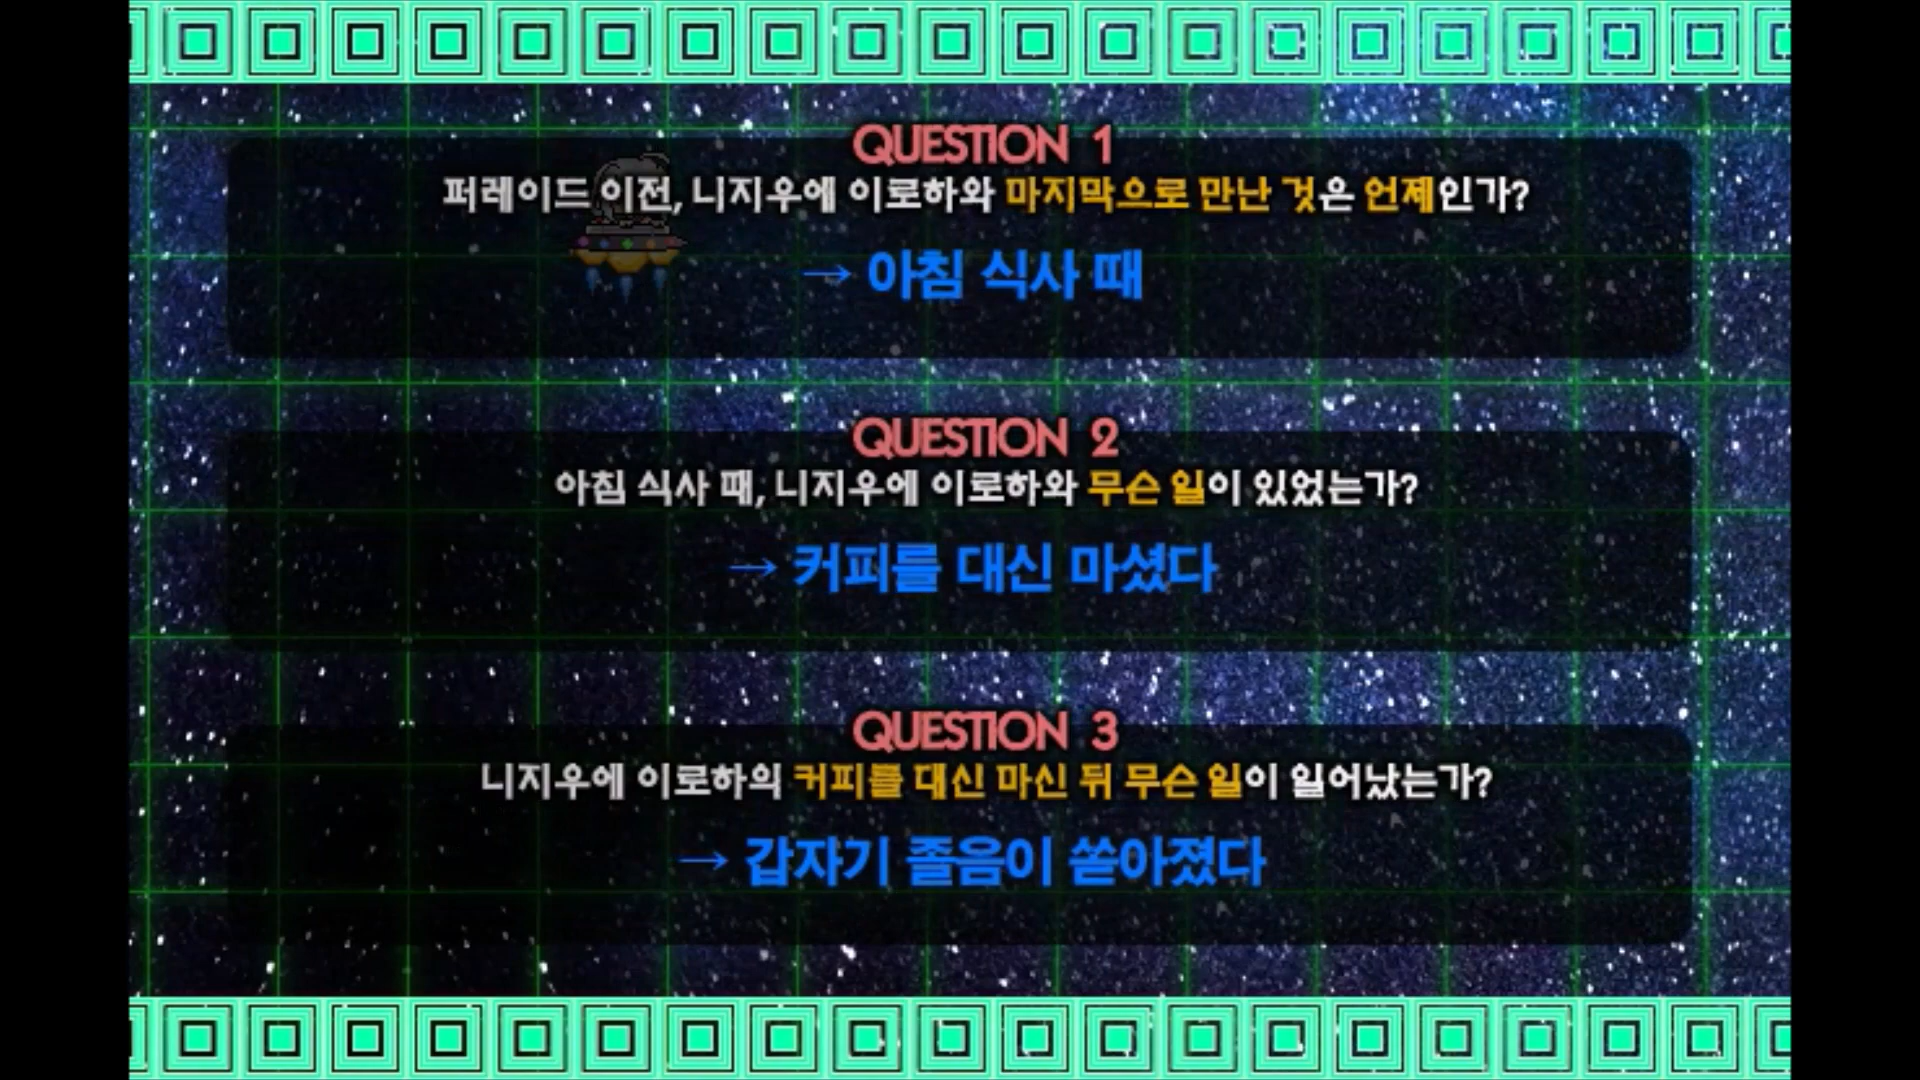 QUESTION 1
퍼레이드 이전, 니지우에 이로하와 마지막으로 만난 것은 언제인가?
→ 아침 식사 때
QUESTION 2
아침 식사 때, 니지우에 이로하와 무슨 일이 있었는가?
→ 커피를 대신 마셨다
QUESTION 3
니지우에 이로하의 커피를 대신 마신 뒤 무슨 일이 일어났는가?
→ 갑자기 졸음이 쏟아졌다